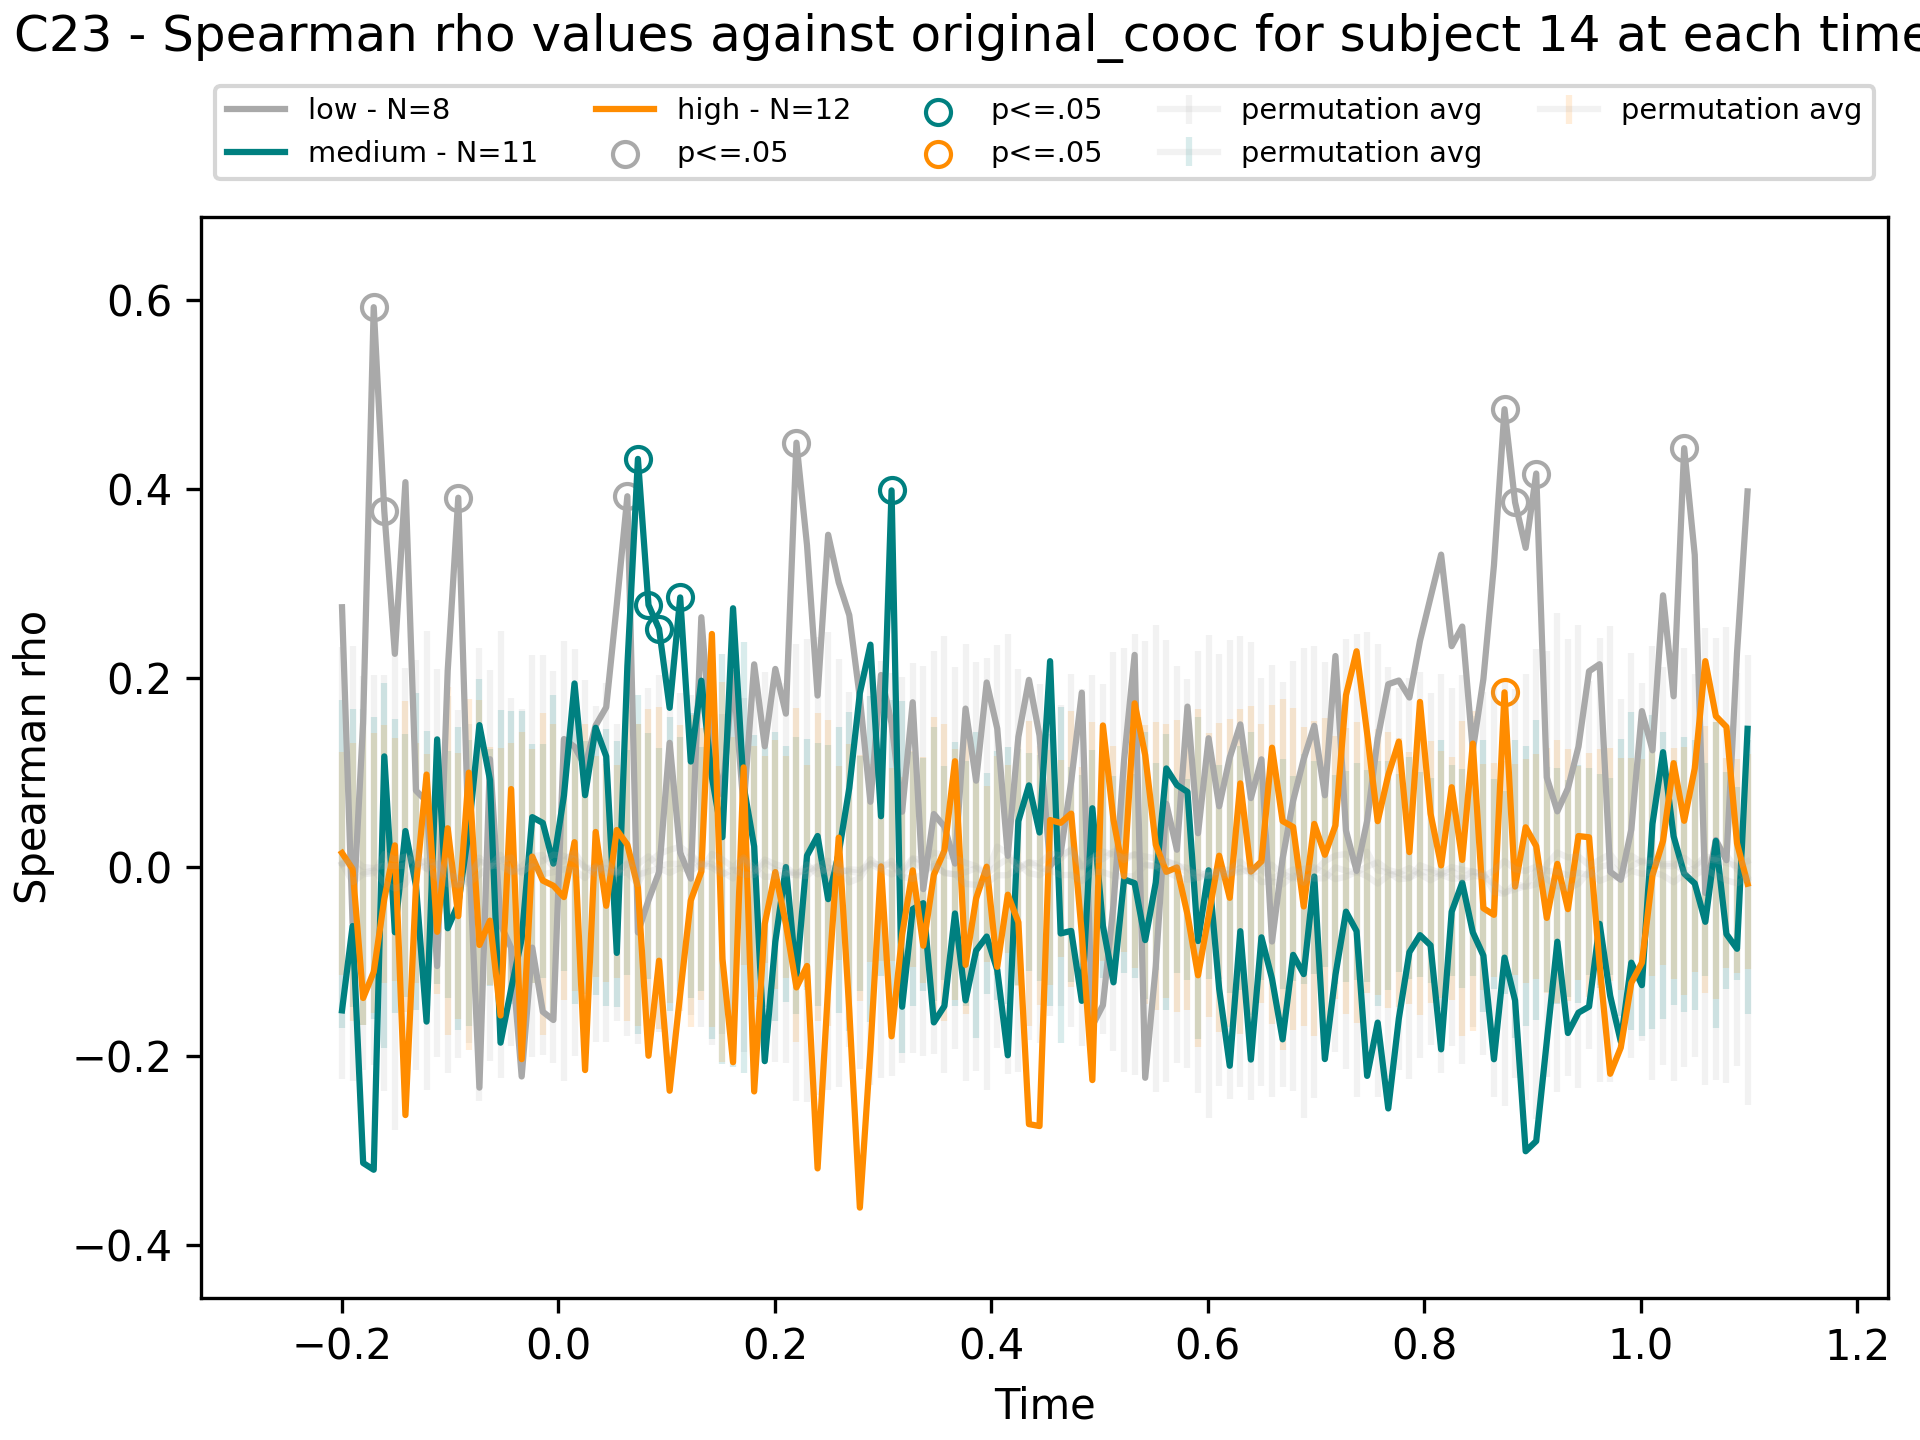 C23 - Spearman rho values against original_cooc for subject 14 at each time
low - N=8
medium - N=11
high - N=12
p<=.05
p<=.05
p<=.05
permutation avg
permutation avg
permutation avg
Spearman rho
0.6
0.4
0.2
0.0
−0.2
−0.4
−0.2 0.0 0.2 0.4 0.6 0.8 1.0 1.2
Time